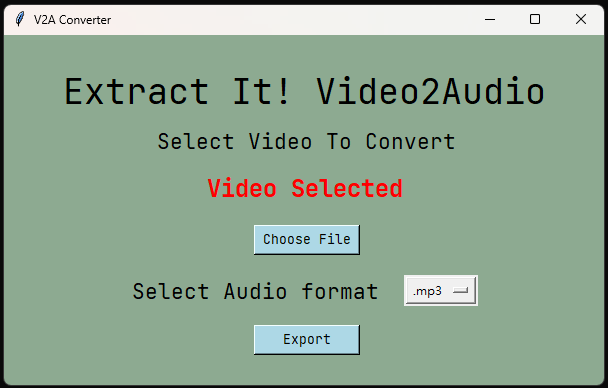 V2A Converter
Extract It! Video2Audio
Select Video To Convert
Video Selected
Choose File
Select Audio format .mp3
Export